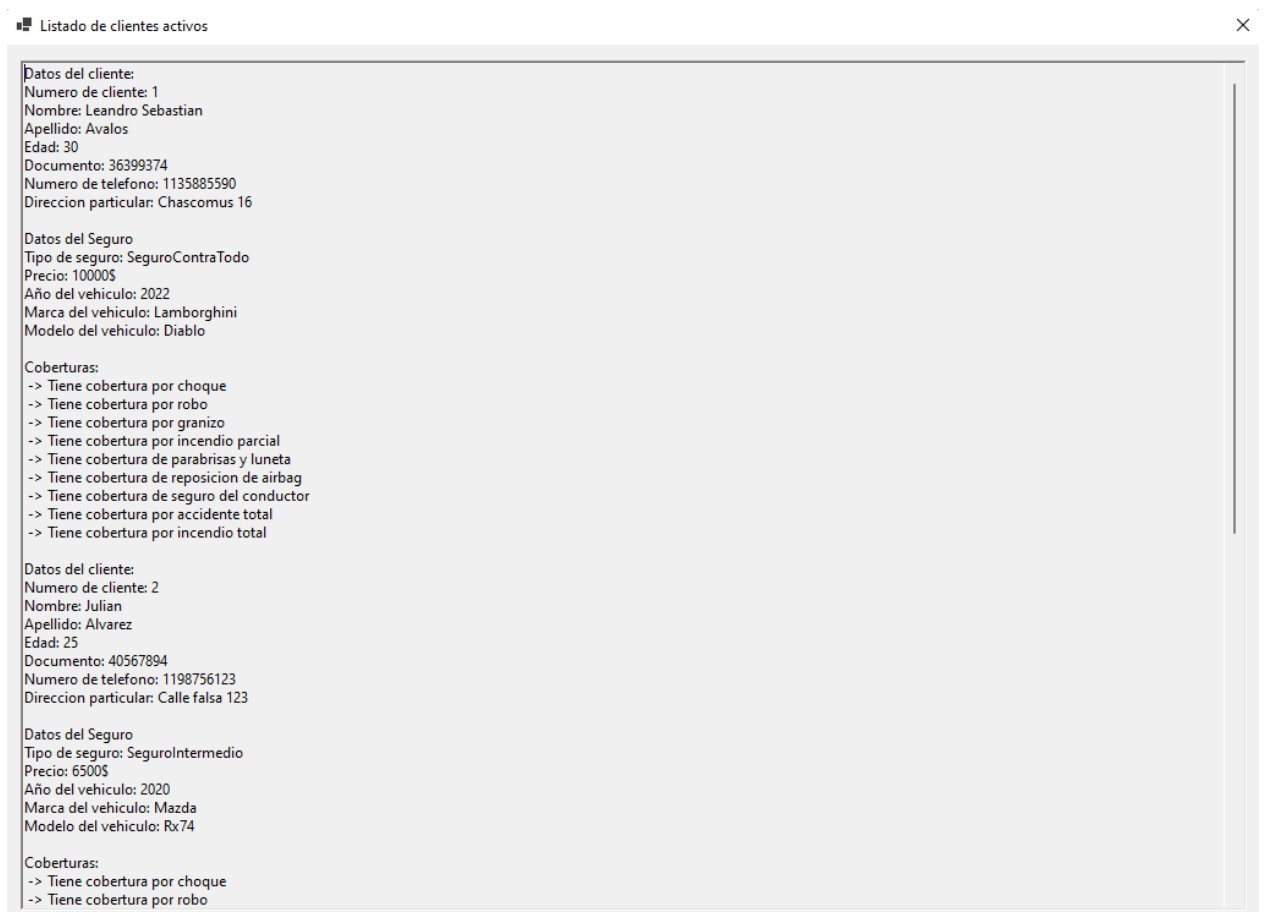 Listado de clientes activos
Datos del cliente:
Numero de cliente: 1
Nombre: Leandro Sebastian
Apellido: Avalos
Edad: 30
Documento: 36399374
Numero de telefono: 1135885590
Direccion particular: Chascomus 16
Datos del Seguro
Tipo de seguro: SeguroContraTodo
Precio: 10000$
Año del vehiculo: 2022
Marca del vehiculo: Lamborghini
Modelo del vehiculo: Diablo
Coberturas:
-> Tiene cobertura por choque
-> Tiene cobertura por robo
-> Tiene cobertura por granizo
-> Tiene cobertura por incendio parcial
-> Tiene cobertura de parabrisas y luneta
-> Tiene cobertura de reposicion de airbag
-> Tiene cobertura de seguro del conductor
-> Tiene cobertura por accidente total
-> Tiene cobertura por incendio total
Datos del cliente:
Numero de cliente: 2
Nombre: Julian
Apellido: Alvarez
Edad: 25
Documento: 40567894
Numero de telefono: 1198756123
Direccion particular: Calle falsa 123
Datos del Seguro
Tipo de seguro: SeguroIntermedio
Precio: 6500$
Año del vehiculo: 2020
Marca del vehiculo: Mazda
Modelo del vehiculo: Rx74
Coberturas:
-> Tiene cobertura por choque
-> Tiene cobertura por robo